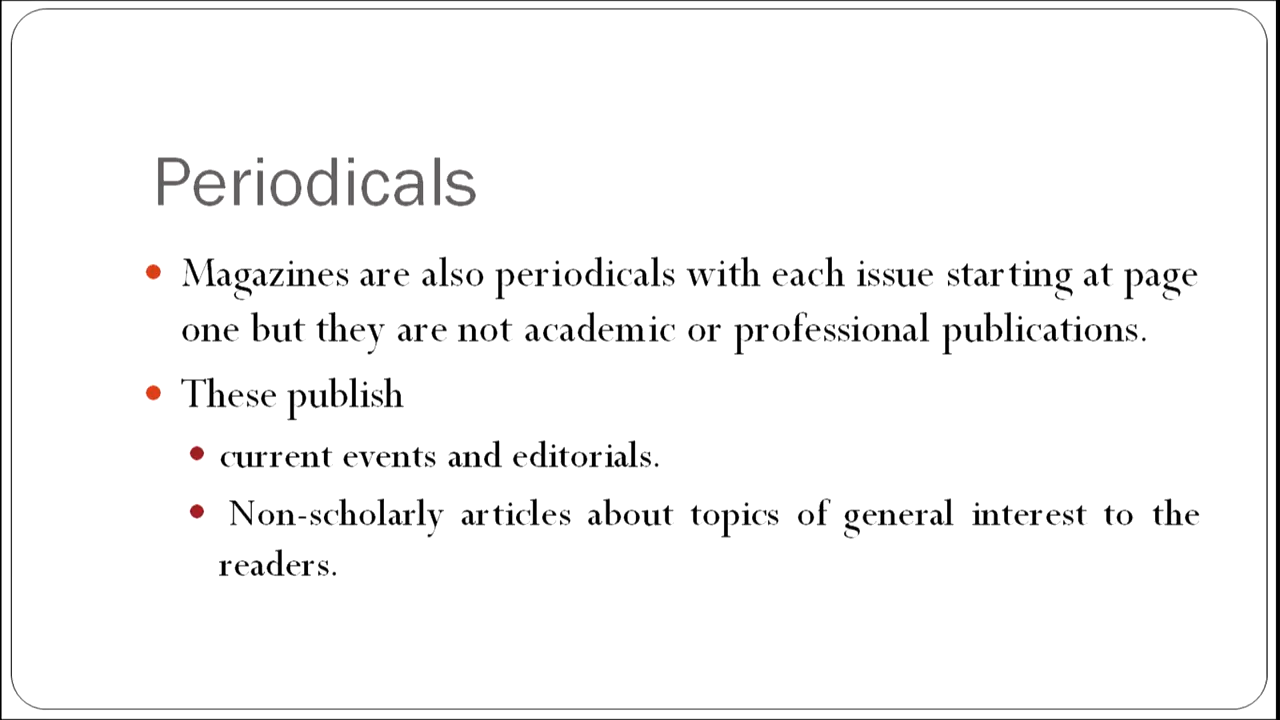 Periodicals
Magazines are also periodicals with each issue starting at page
one but they are not academic or professional publications.
These publish
current events and editorials.
Non-scholarly articles about topics of general interest to the
readers.